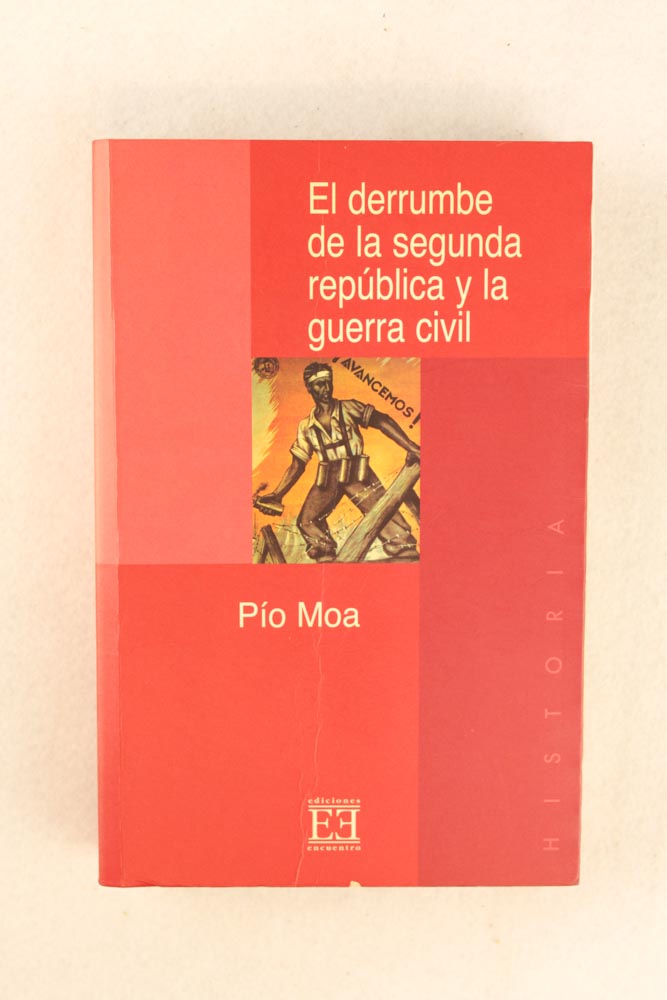 El derrumbe
de la segunda
república y la
guerra civil
¡AVANCEMOS!
Pío Moa
HISTORIA
ediciones
EE
encuentro